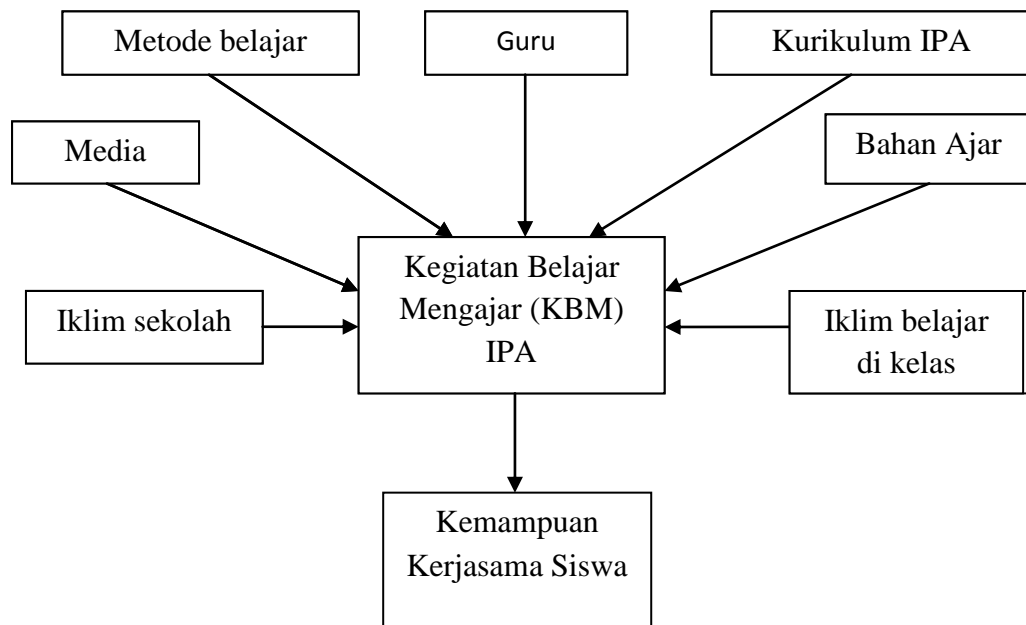 Metode belajar
Guru
Kurikulum IPA
Media
Bahan Ajar
Kegiatan Belajar
Mengajar (KBM)
IPA
Iklim sekolah
Iklim belajar
di kelas
Kemampuan
Kerjasama Siswa